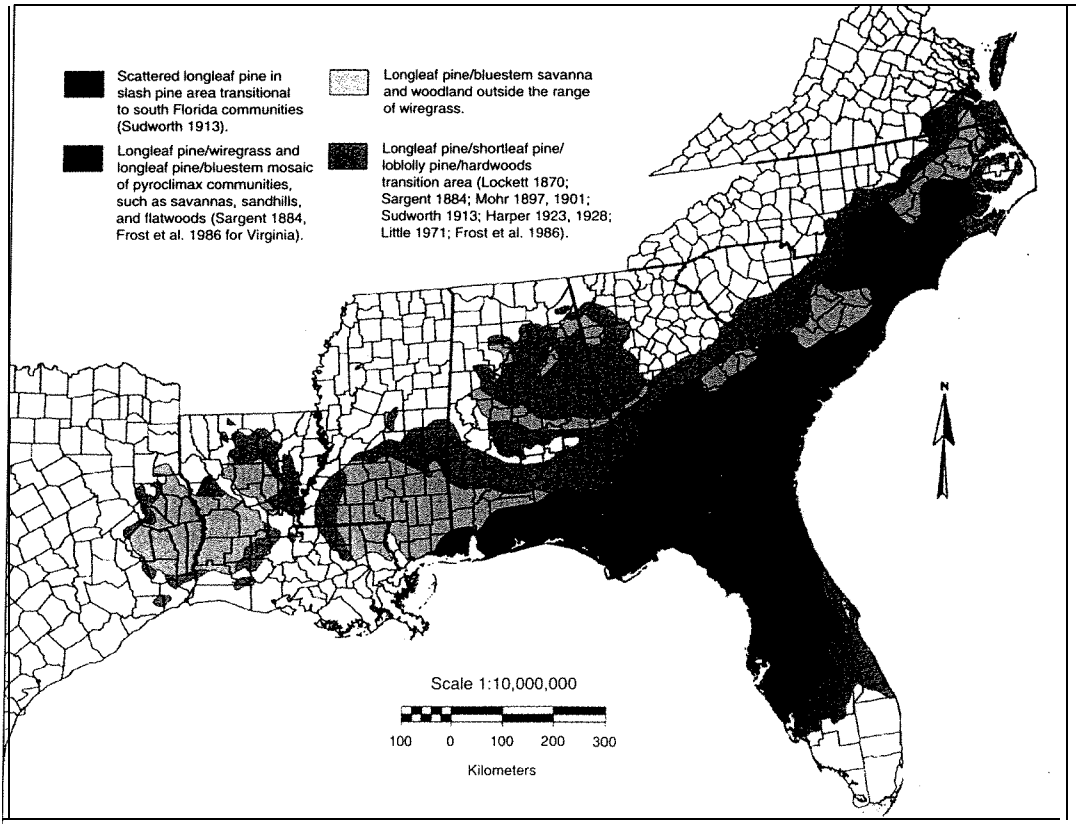 Scattered longleaf pine in
slash pine area transitional
to south Florida communities
(Sudworth 1913).
Longleaf pine/wiregrass and
longleaf pine/bluestem mosaic
of pyroclimax communities,
such as savannas, sandhills,
and flatwoods (Sargent 1884,
Frost et al. 1986 for Virginia).
Longleaf pine/bluestem savanna
and woodland outside the range
of wiregrass.
Longleaf pine/shortleaf pine/
loblolly pine/hardwoods
transition area (Lockett 1870;
Sargent 1884; Mohr 1897, 1901;
Sudworth 1913; Harper 1923, 1928;
Little 1971; Frost et al. 1986).
N
Scale 1:10,000,000
100 0 100 200 300
Kilometers